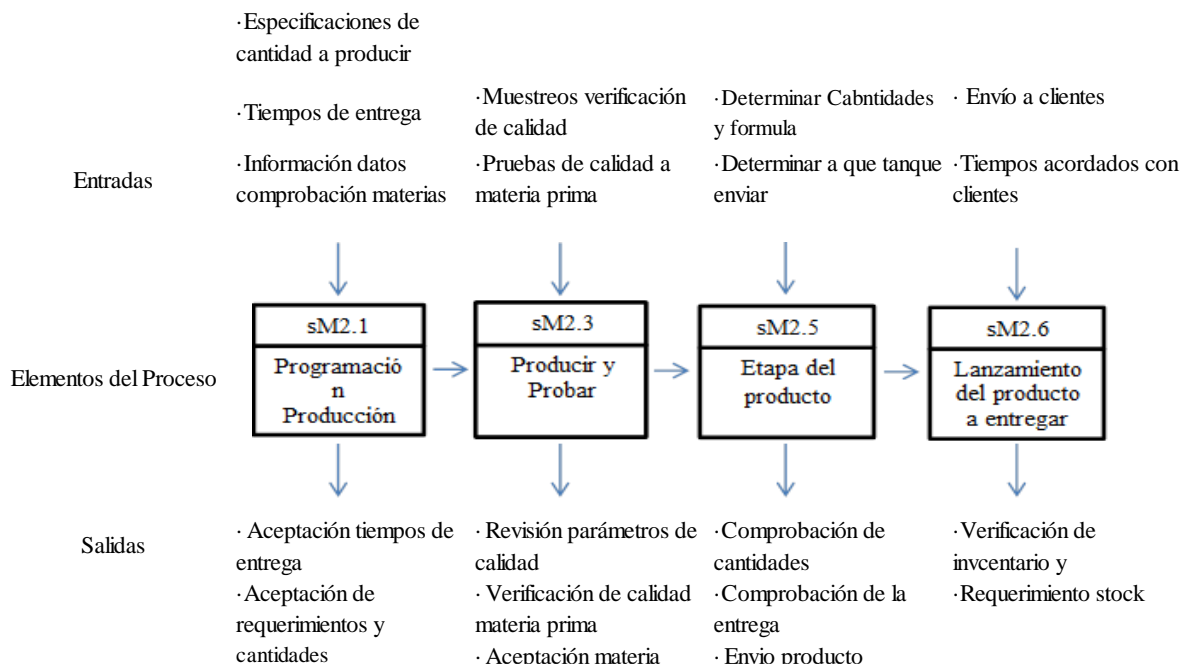 ·Especificaciones de
cantidad a producir
·Tiempos de entrega
·Información datos
comprobación materias
·Muestreos verificación
de calidad
·Pruebas de calidad a
materia prima
·Determinar Cabntidades
y formula
·Determinar a que tanque
enviar
· Envío a clientes
·Tiempos acordados con
clientes
Entradas
Elementos del Proceso
sM2.1
Programació
n
Producción
sM2.3
Producir y
Probar
sM2.5
Etapa del
producto
sM2.6
Lanzamiento
del producto
a entregar
Salidas
· Aceptación tiempos de
entrega
·Aceptación de
requerimientos y
cantidades
· Revisión parámetros de
calidad
· Verificación de calidad
materia prima
· Aceptación materia
·Comprobación de
cantidades
·Comprobación de la
entrega
· Envio producto
·Verificación de
invcentario y
·Requerimiento stock